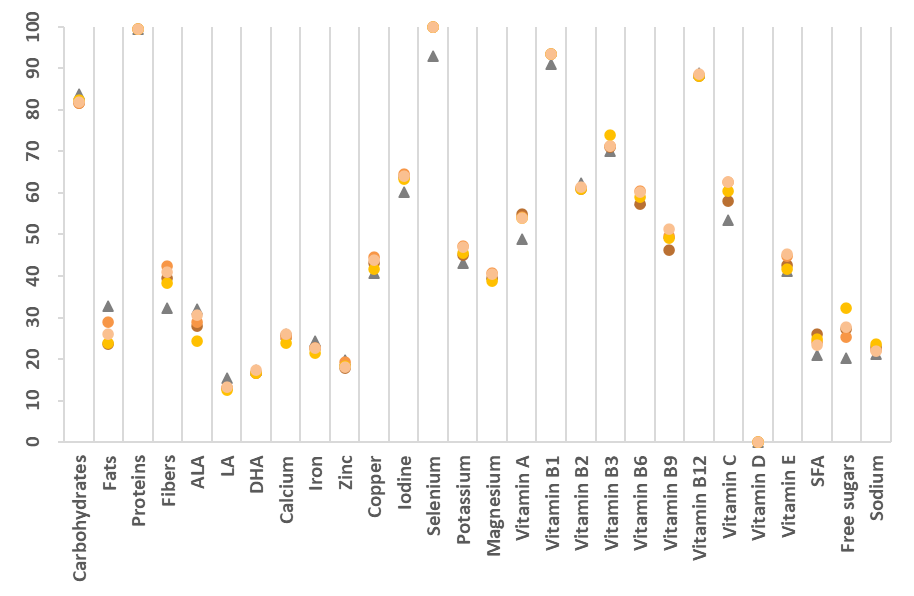 100
90
80
70
60
50
40
30
20
10
0
Carbohydrates
Fats
Proteins
Fibers
ALA
LA
DHA
Calcium
Iron
Zinc
Copper
Iodine
Selenium
Potassium
Magnesium
Vitamin A
Vitamin B1
Vitamin B2
Vitamin B3
Vitamin B6
Vitamin B9
Vitamin B12
Vitamin C
Vitamin D
Vitamin E
SFA
Free sugars
Sodium